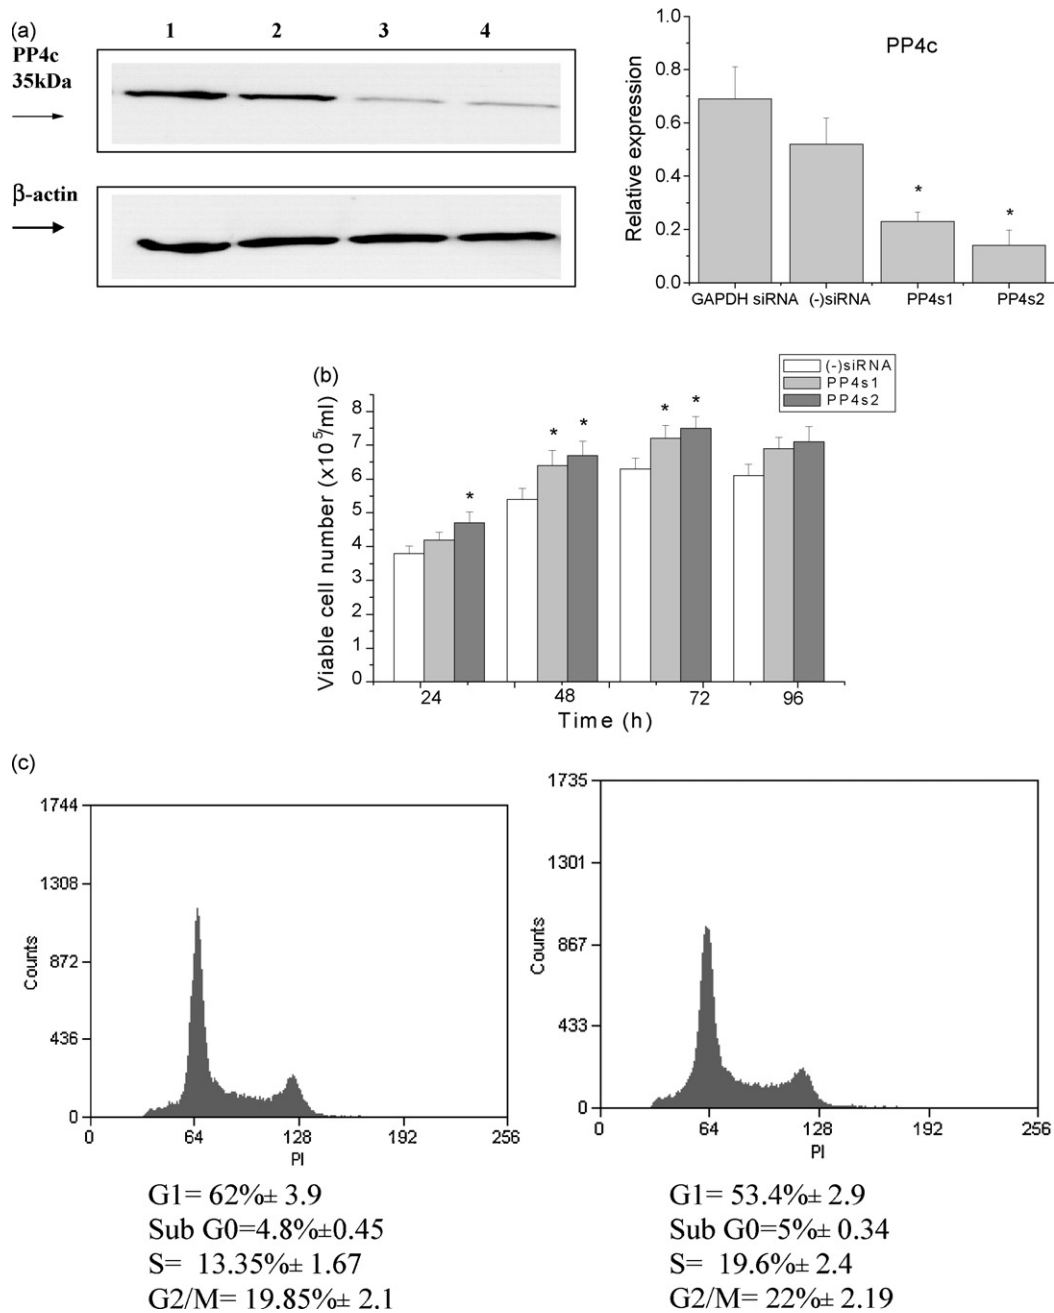 (a)
1 2 3 4
PP4c
35kDa
β-actin
PP4c
Relative expression
1.0
0.8
0.6
0.4
0.2
0.0
GAPDH siRNA (-)siRNA PP4s1 PP4s2
* *
(b)
(-)siRNA
PP4s1
PP4s2
Viable cell number (x10⁵/ml)
8
7
6
5
4
3
2
1
0
* * * * *
24 48 72 96
Time (h)
(c)
1744
1308
872
436
0
Counts
0 64 128 192 256
PI
G1= 62%± 3.9
Sub G0=4.8%±0.45
S= 13.35%± 1.67
G2/M= 19.85%± 2.1
1735
1301
867
433
0
Counts
0 64 128 192 256
PI
G1= 53.4%± 2.9
Sub G0=5%± 0.34
S= 19.6%± 2.4
G2/M= 22%± 2.19